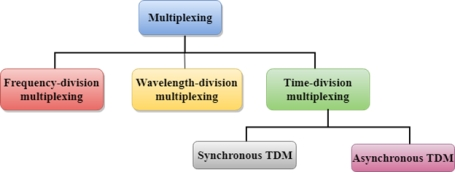 Multiplexing
Frequency-division
multiplexing
Wavelength-division
multiplexing
Time-division
multiplexing
Synchronous TDM
Asynchronous TDM